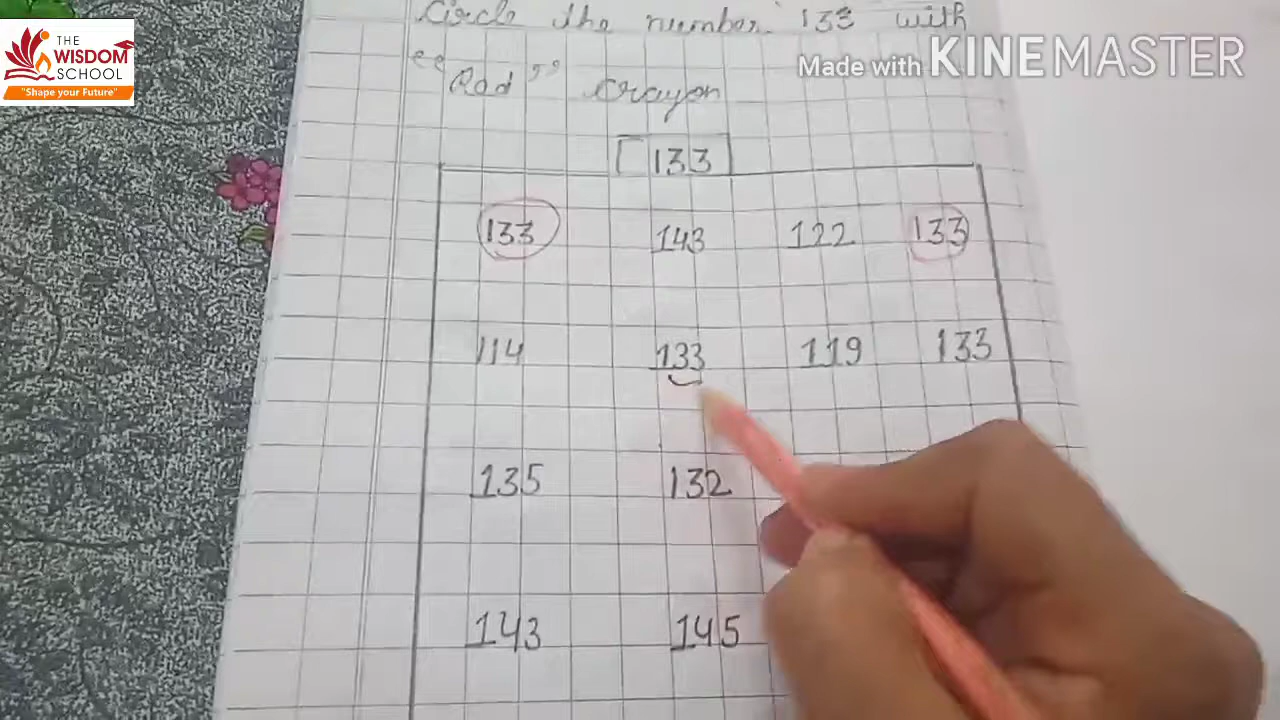 THE
WISDOM
SCHOOL
"Shape your Future"
Made with KINEMASTER
Circle the number 133 with
"Red" crayon
133
133 143 122 133
114 133 119 133
135 132
143 145